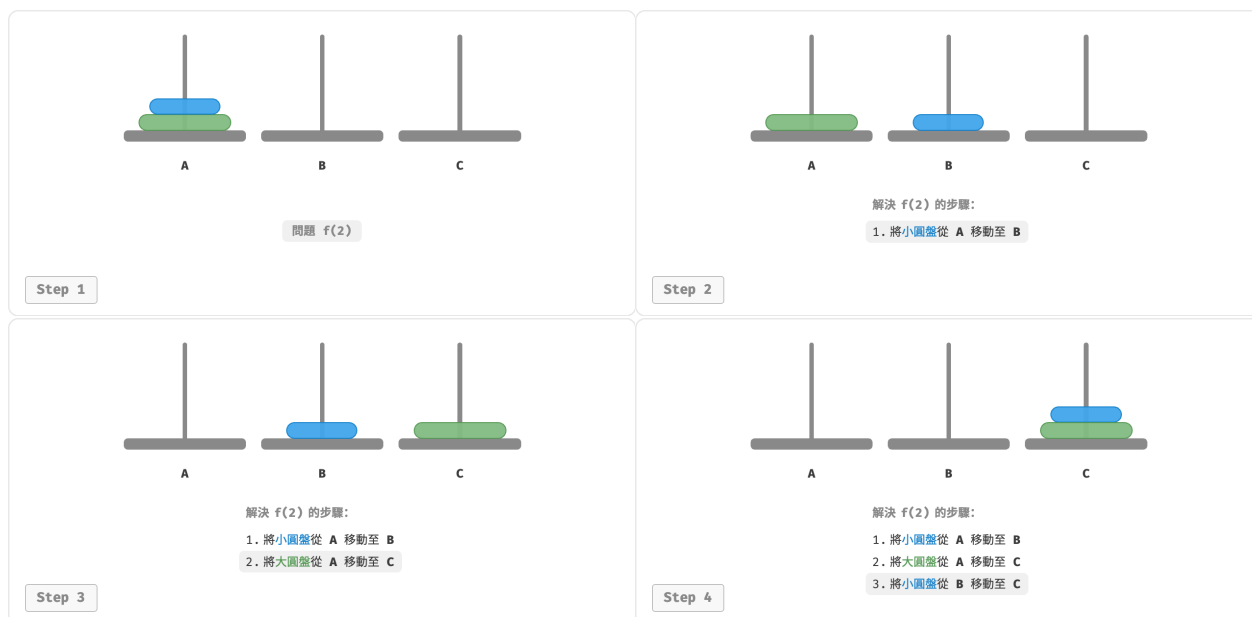 A B C
問題 f(2)
Step 1
A B C
解決 f(2) 的步驟：
1. 將小圓盤從 A 移動至 B
Step 2
A B C
解決 f(2) 的步驟：
1. 將小圓盤從 A 移動至 B
2. 將大圓盤從 A 移動至 C
Step 3
A B C
解決 f(2) 的步驟：
1. 將小圓盤從 A 移動至 B
2. 將大圓盤從 A 移動至 C
3. 將小圓盤從 B 移動至 C
Step 4